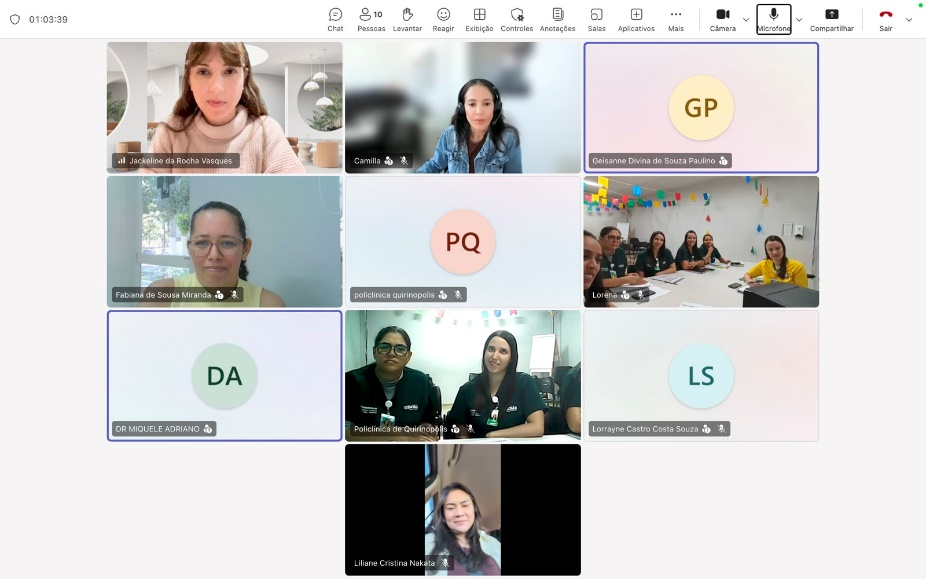 01:03:39
Chat
10
Pessoas
Levantar
Reagir
Exibição
Controles
Anotações
Salas
Aplicativos
Mais
Câmera
Microfone
Compartilhar
Sair
Jackeline da Rocha Vasques
Camilla
GP
Geisanne Divina de Souza Paulino
Fabiana de Sousa Miranda
PQ
policlinica quirinopolis
Lorena
DA
DR MIQUELE ADRIANO
Policlínica de Quirinópolis
LS
Lorrayne Castro Costa Souza
Liliane Cristina Nakata